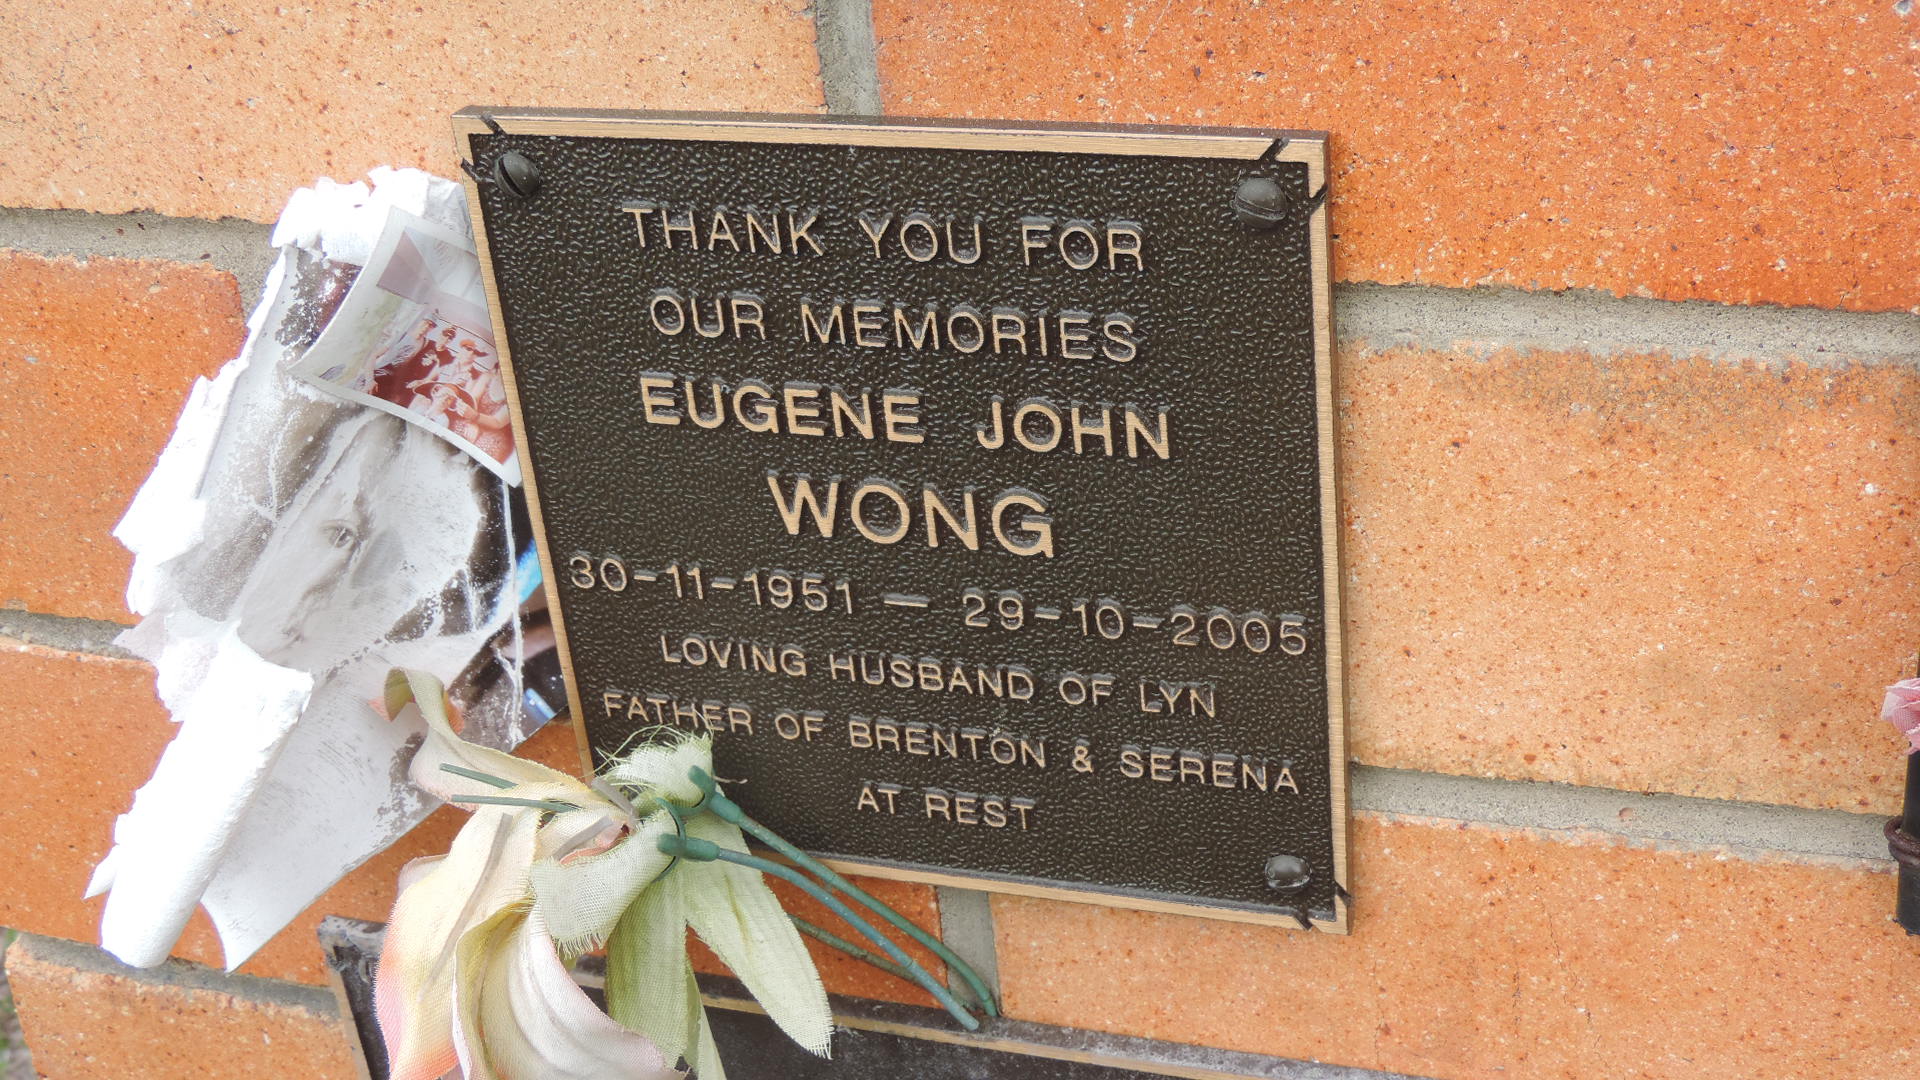 THANK YOU FOR
OUR MEMORIES
EUGENE JOHN
WONG
30-11-1951 — 29-10-2005
LOVING HUSBAND OF LYN
FATHER OF BRENTON & SERENA
AT REST